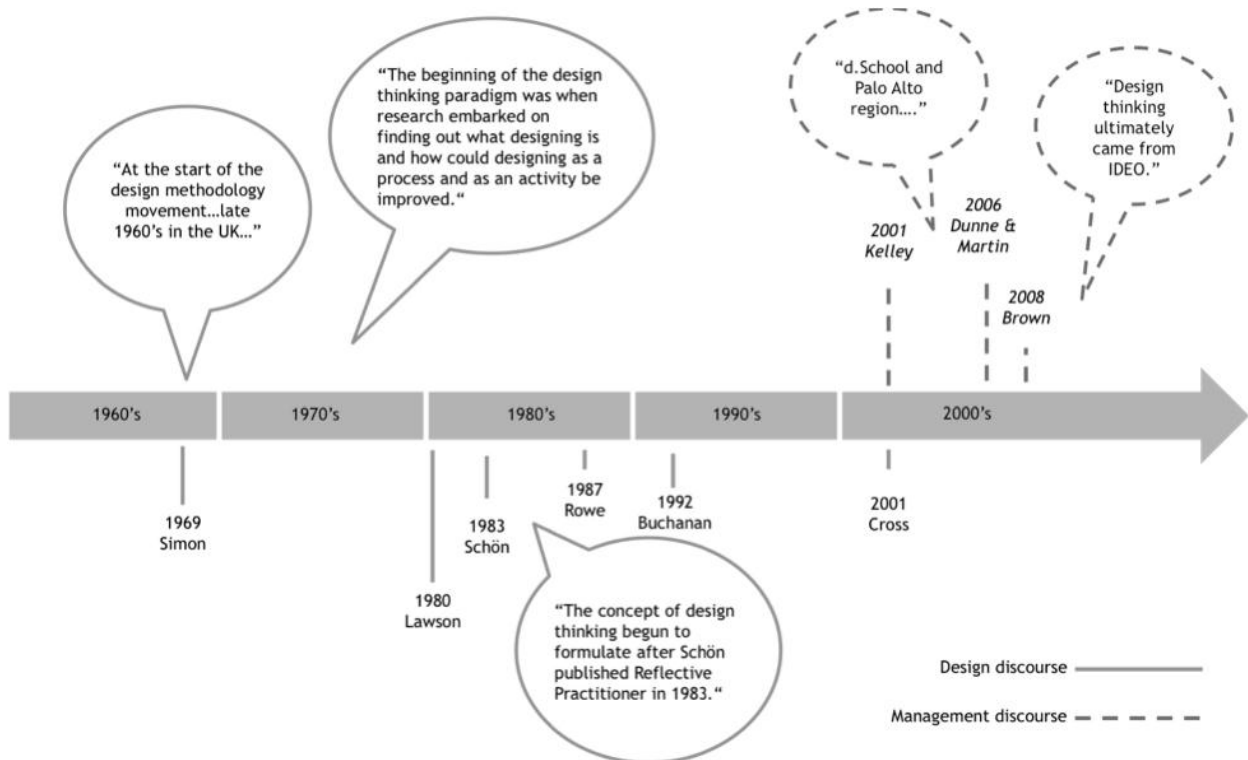 “At the start of the
design methodology
movement...late
1960’s in the UK...”
“The beginning of the design
thinking paradigm was when
research embarked on
finding out what designing is
and how could designing as a
process and as an activity be
improved.“
“d.School and
Palo Alto
region....”
“Design
thinking
ultimately
came from
IDEO.”
2001
Kelley
2006
Dunne &
Martin
2008
Brown
1960’s
1970’s
1980’s
1990’s
2000’s
1969
Simon
1980
Lawson
1983
Schön
1987
Rowe
1992
Buchanan
2001
Cross
“The concept of design
thinking begun to
formulate after Schön
published Reflective
Practitioner in 1983.“
Design discourse
Management discourse